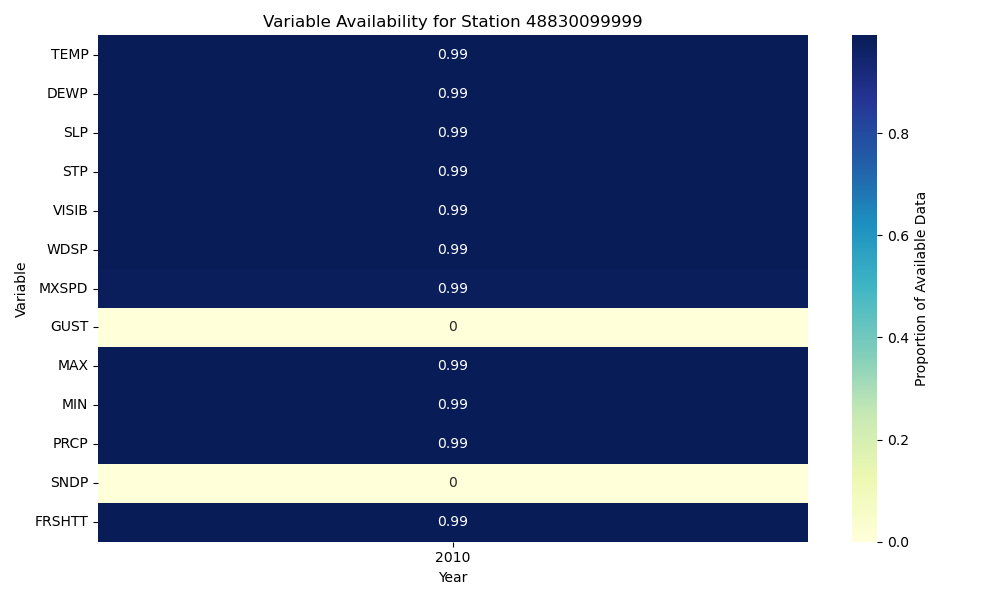 Variable Availability for Station 48830099999
TEMP 0.99
DEWP 0.99
SLP 0.99
STP 0.99
VISIB 0.99
WDSP 0.99
MXSPD 0.99
GUST 0
MAX 0.99
MIN 0.99
PRCP 0.99
SNDP 0
FRSHTT 0.99
Variable
2010
Year
0.8
0.6
0.4
0.2
0.0
Proportion of Available Data